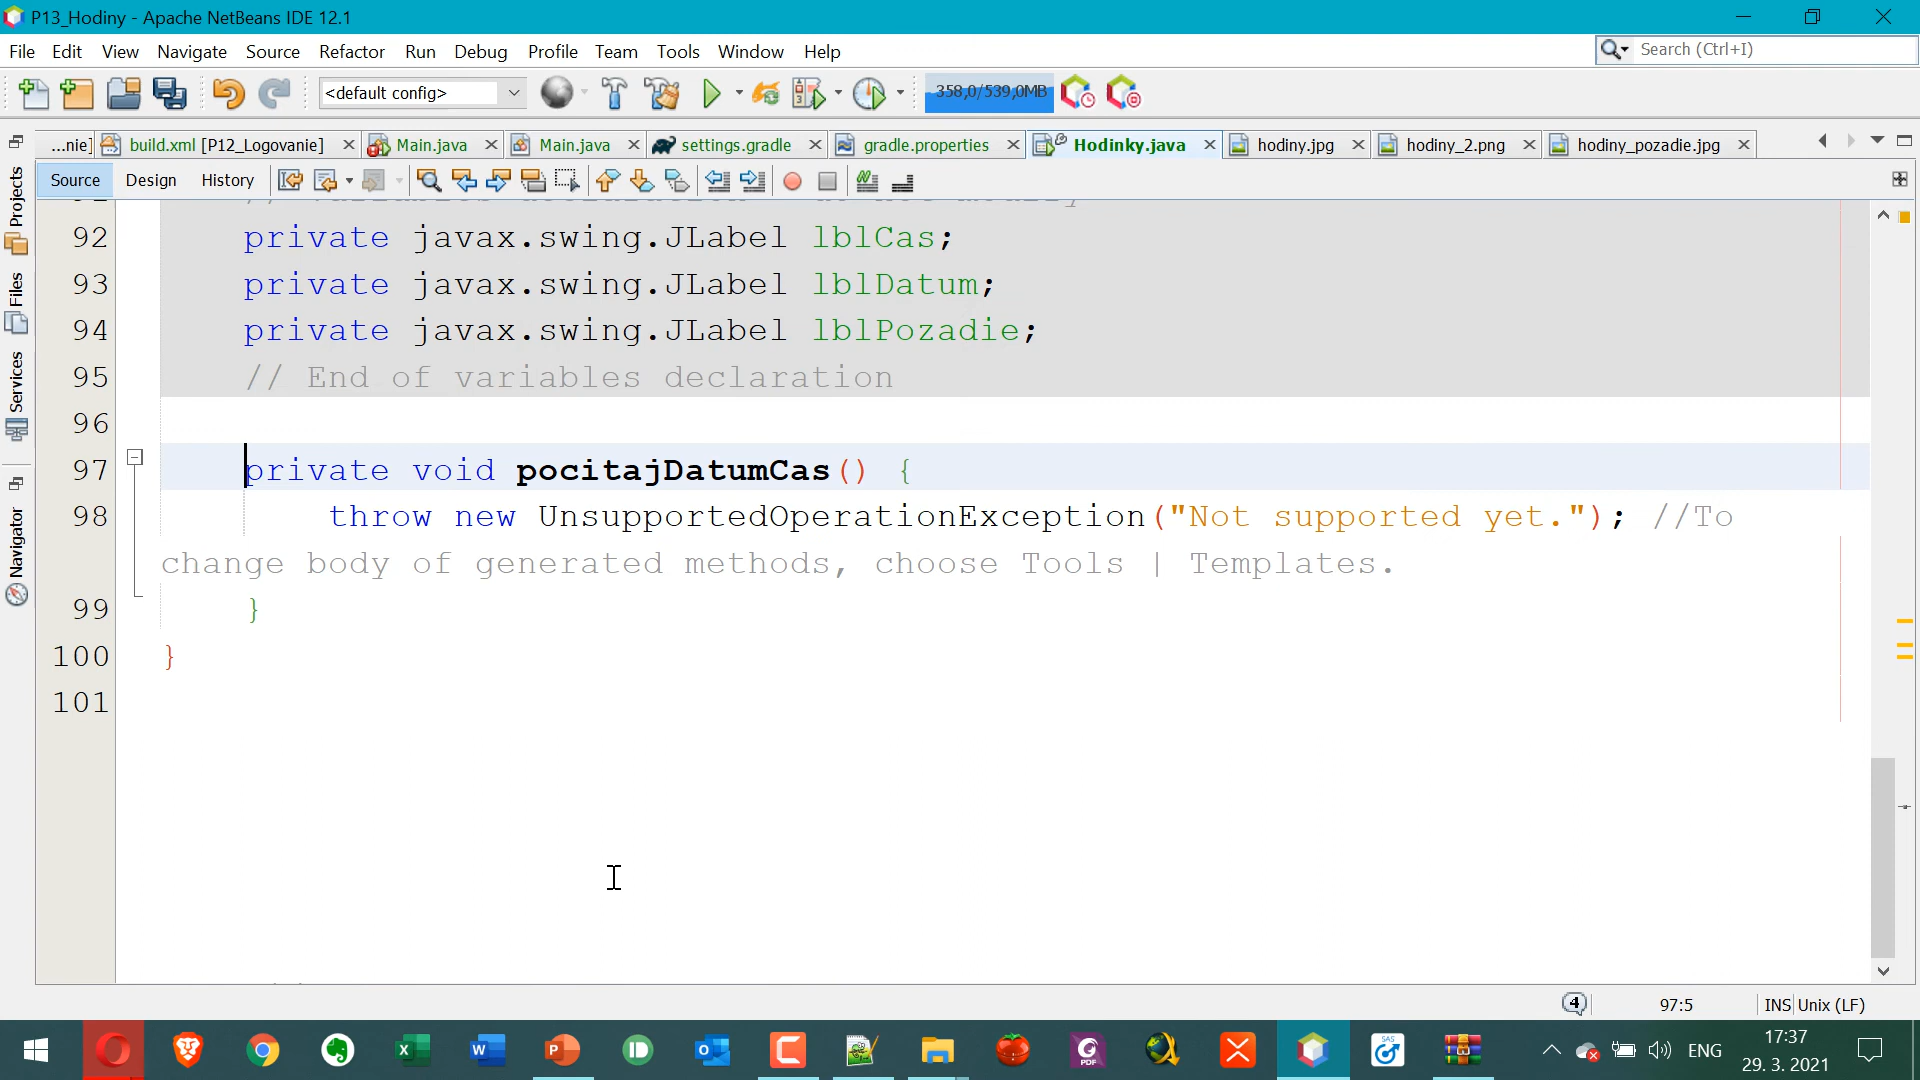 P13_Hodiny - Apache NetBeans IDE 12.1
File Edit View Navigate Source Refactor Run Debug Profile Team Tools Window Help
Search (Ctrl+I)
<default config>
358,0/539,0MB
...nie] build.xml [P12_Logovanie] Main.java Main.java settings.gradle gradle.properties Hodinky.java hodiny.jpg hodiny_2.png hodiny_pozadie.jpg
Source Design History
Projects
Files
Services
Navigator
92 private javax.swing.JLabel lblCas;
93 private javax.swing.JLabel lblDatum;
94 private javax.swing.JLabel lblPozadie;
95 // End of variables declaration
96
97 private void pocitajDatumCas() {
98 throw new UnsupportedOperationException("Not supported yet."); //To
change body of generated methods, choose Tools | Templates.
99 }
100 }
101
4 97:5 INS Unix (LF)
ENG
17:37
29. 3. 2021